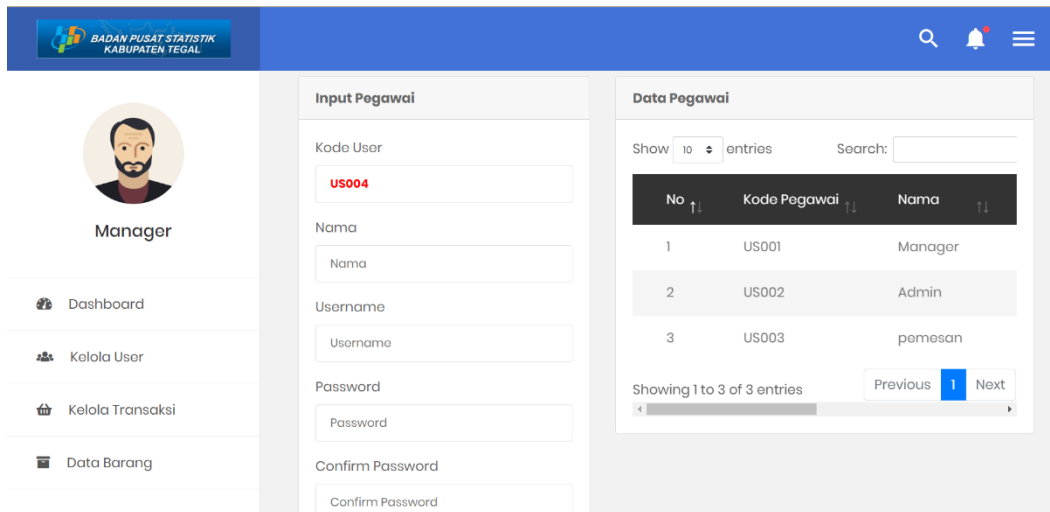 BADAN PUSAT STATISTIK
KABUPATEN TEGAL
Manager
Dashboard
Kelola User
Kelola Transaksi
Data Barang
Input Pegawai
Kode User
US004
Nama
Nama
Username
Username
Password
Password
Confirm Password
Confirm Password
Data Pegawai
Show 10 entries Search:
No Kode Pegawai Nama
1 US001 Manager
2 US002 Admin
3 US003 pemesan
Showing 1 to 3 of 3 entries
Previous 1 Next